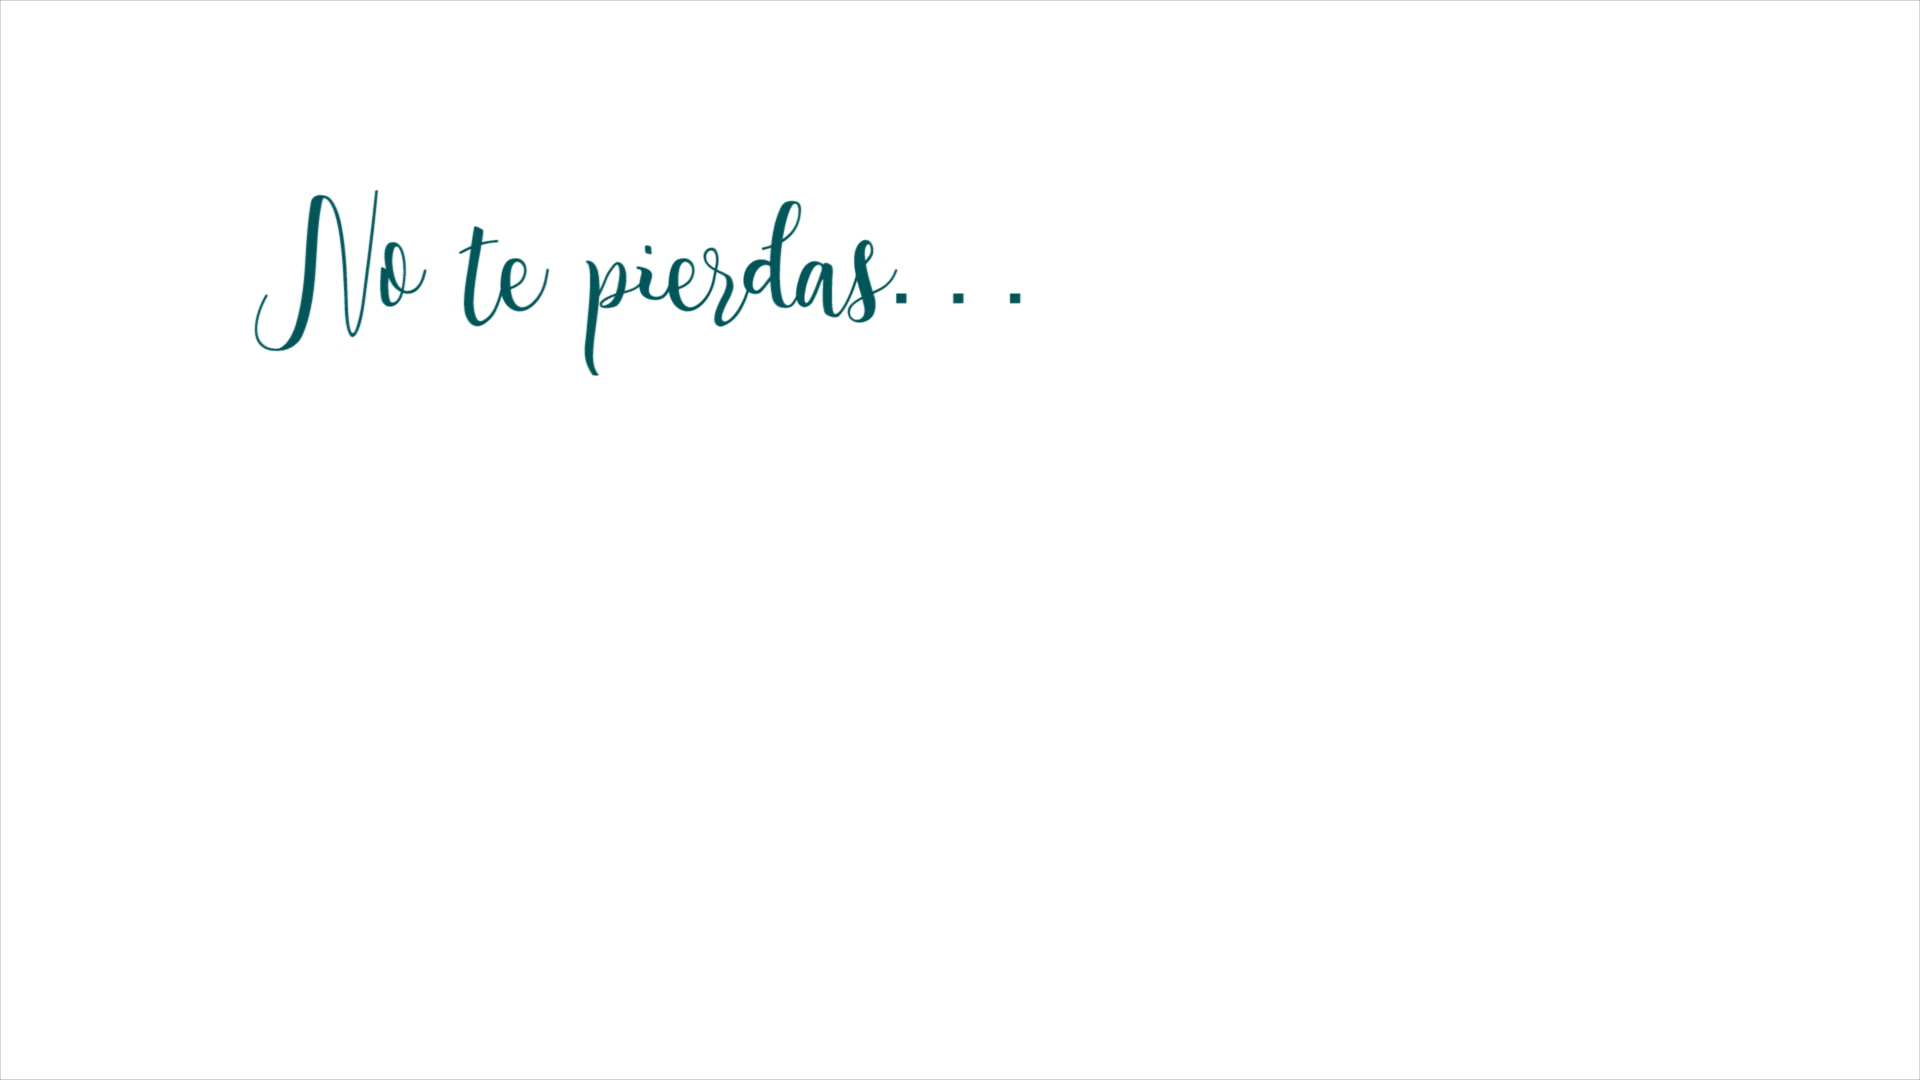 No te pierdas. . .